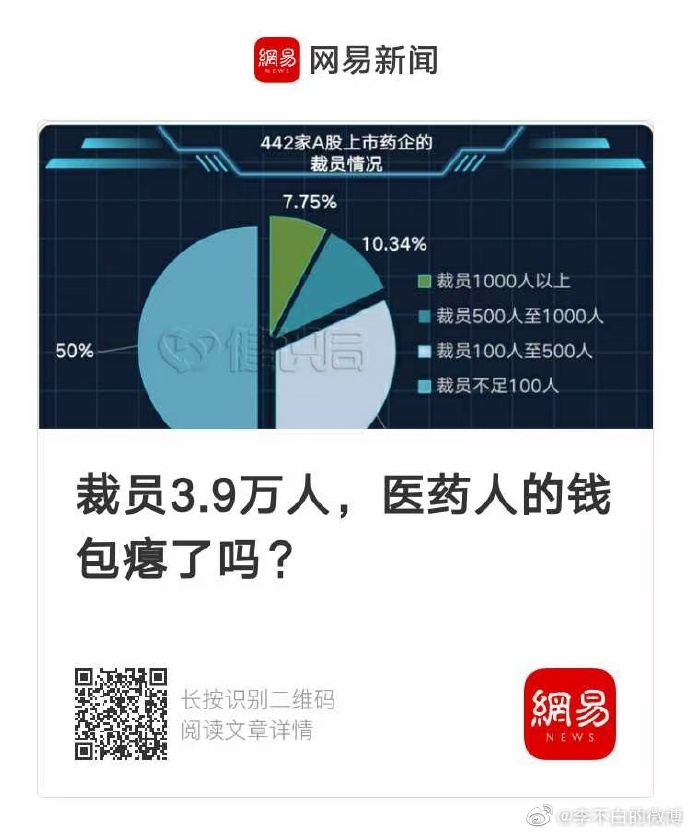 網易
NEWS
网易新闻
442家A股上市药企的
裁员情况
7.75%
10.34%
50%
裁员1000人以上
裁员500人至1000人
裁员100人至500人
裁员不足100人
健识局
裁员3.9万人，医药人的钱
包瘪了吗？
长按识别二维码
阅读文章详情
網易
NEWS
@李不白的微博